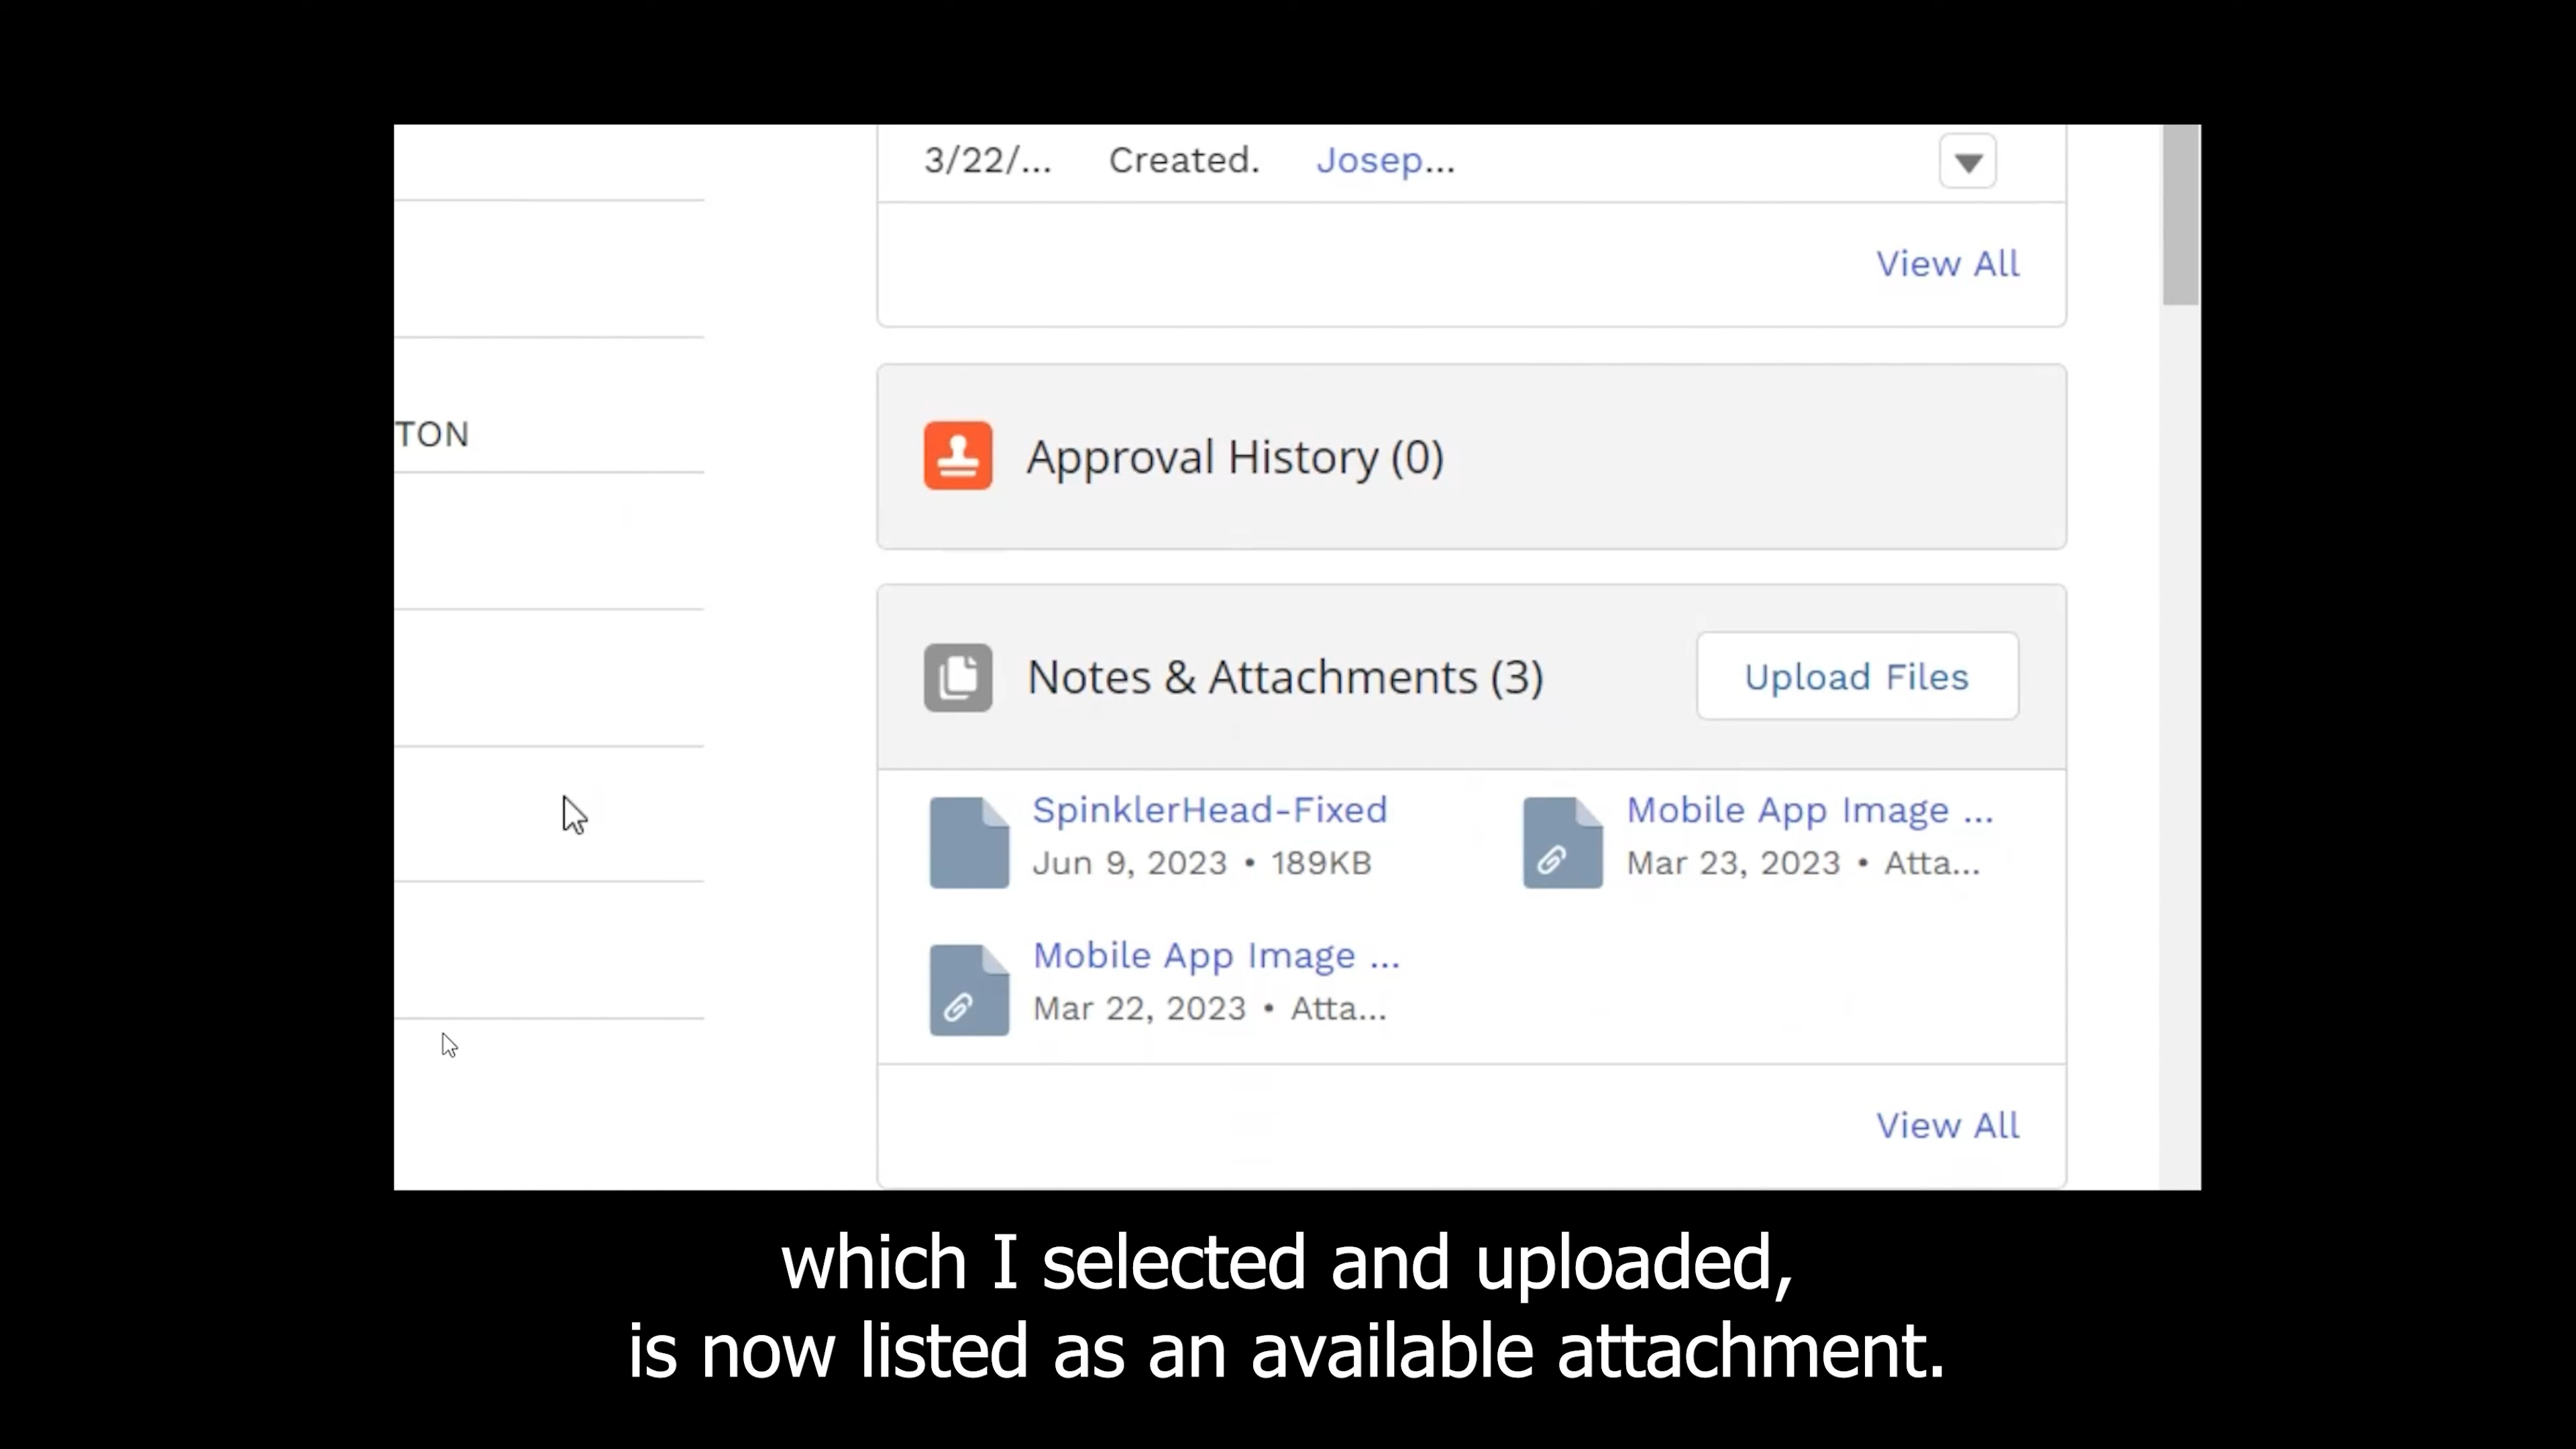 3/22/... Created. Josep...
View All
TON
Approval History (0)
Notes & Attachments (3) Upload Files
SpinklerHead-Fixed Mobile App Image ...
Jun 9, 2023 • 189KB Mar 23, 2023 • Atta...
Mobile App Image ...
Mar 22, 2023 • Atta...
View All
which I selected and uploaded,
is now listed as an available attachment.